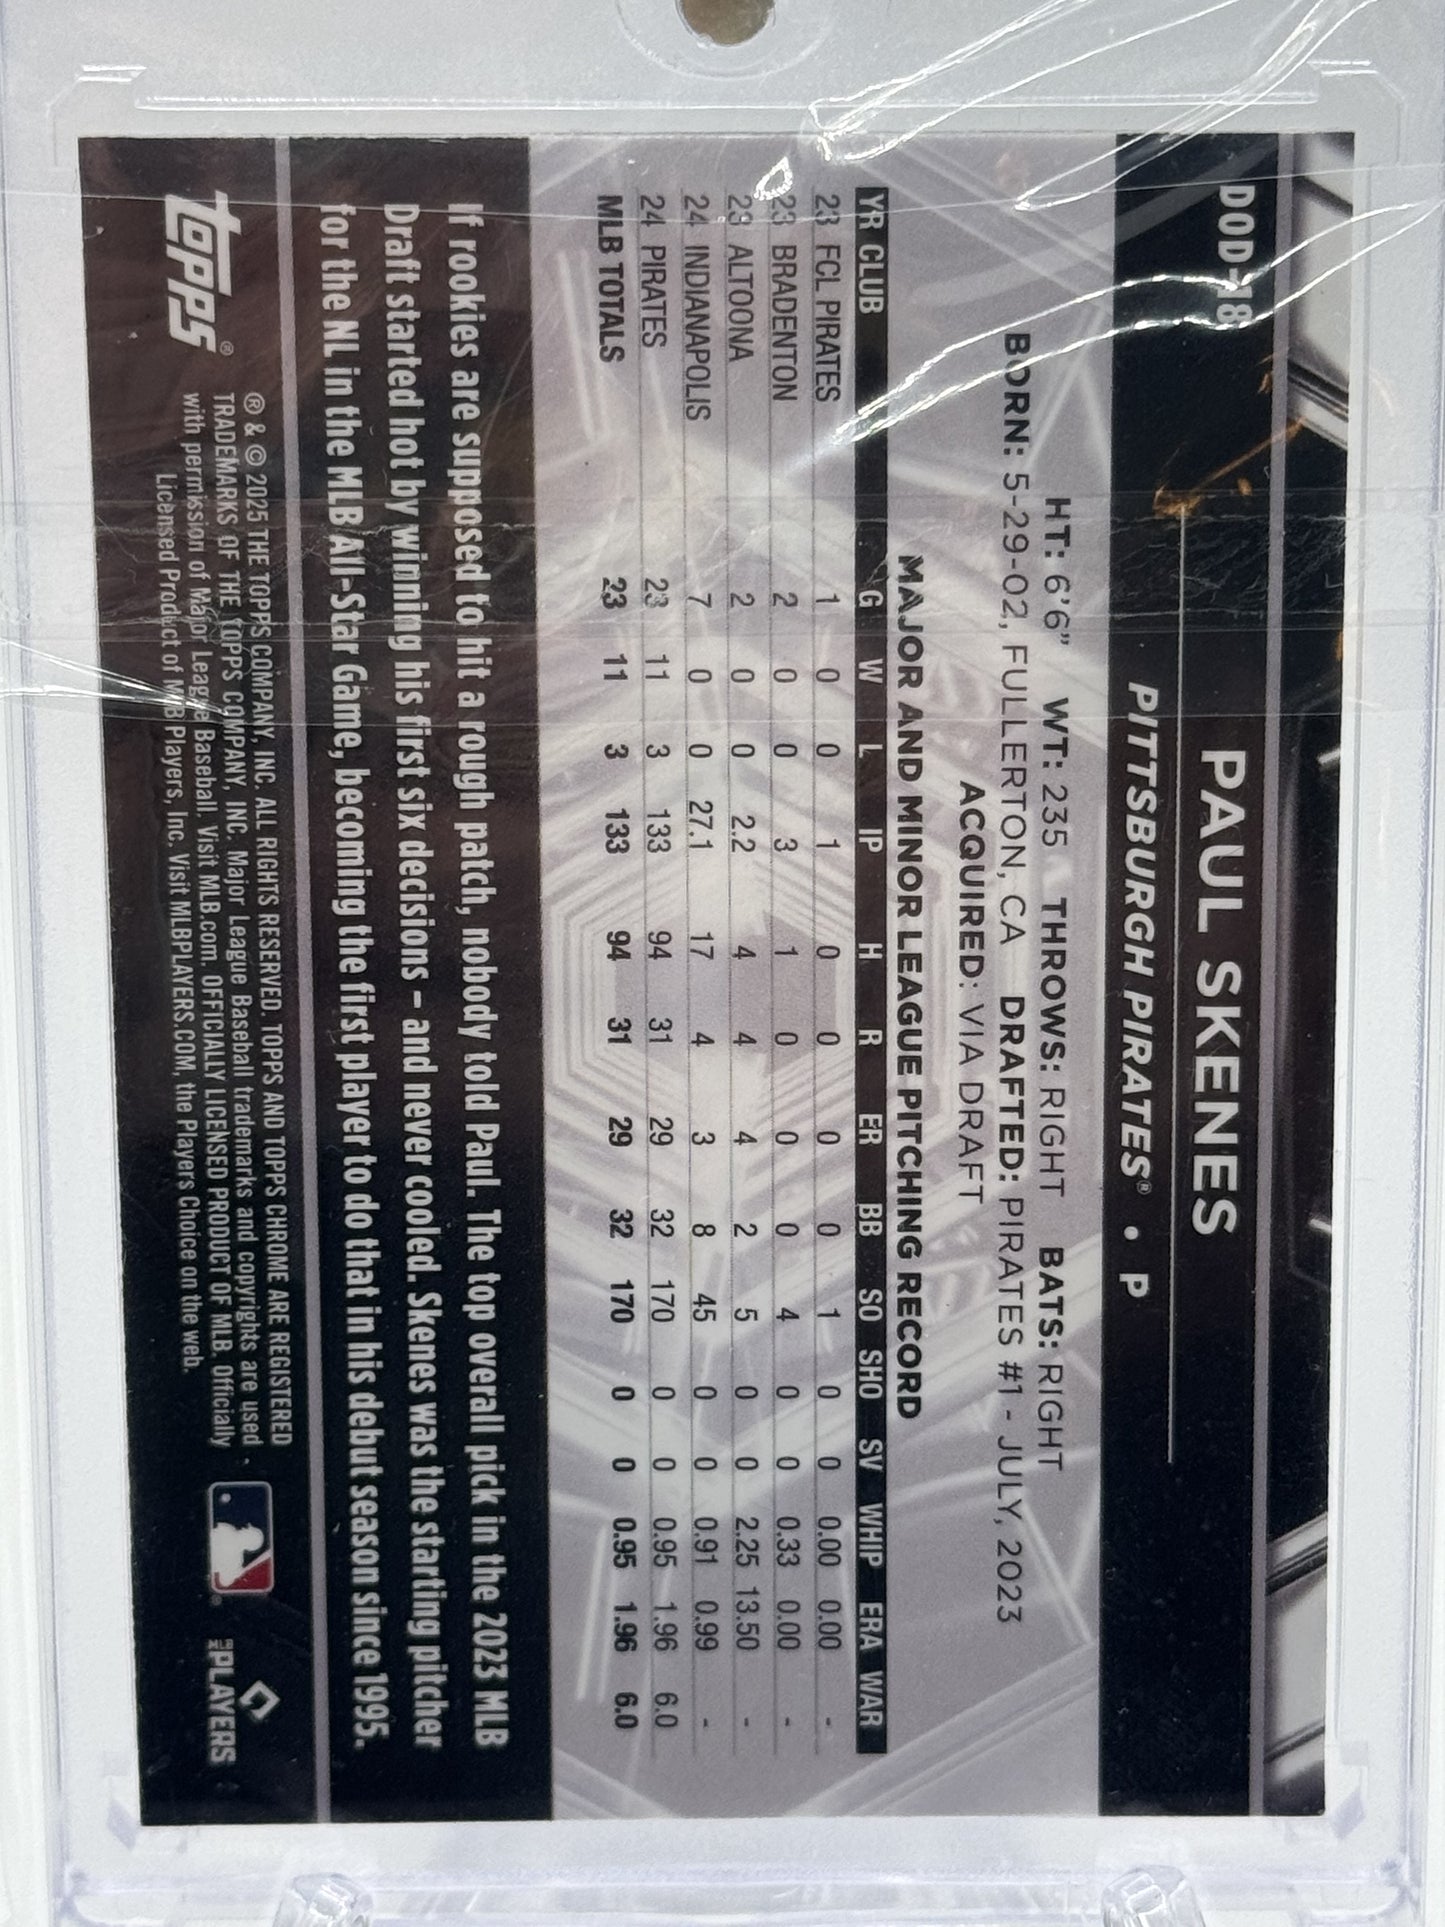 DOD-18
PAUL SKENES
PITTSBURGH PIRATES® • P
HT: 6'6" WT: 235 THROWS: RIGHT BATS: RIGHT
BORN: 5-29-02, FULLERTON, CA DRAFTED: PIRATES #1 - JULY, 2023
ACQUIRED: VIA DRAFT
MAJOR AND MINOR LEAGUE PITCHING RECORD
YR CLUB G W L IP H R ER BB SO SHO SV WHIP ERA WAR
23 FCL PIRATES 1 0 0 1 0 0 0 0 1 0 0 0.00 0.00 -
23 BRADENTON 2 0 0 3 1 0 0 0 4 0 0 0.33 0.00 -
23 ALTOONA 2 0 0 2.2 4 4 4 2 5 0 0 2.25 13.50 -
24 INDIANAPOLIS 7 0 0 27.1 17 4 3 8 45 0 0 0.91 0.99 -
24 PIRATES 23 11 3 133 94 31 29 32 170 0 0 0.95 1.96 6.0
MLB TOTALS 23 11 3 133 94 31 29 32 170 0 0 0.95 1.96 6.0
If rookies are supposed to hit a rough patch, nobody told Paul. The top overall pick in the 2023 MLB
Draft started hot by winning his first six decisions – and never cooled. Skenes was the starting pitcher
for the NL in the MLB All-Star Game, becoming the first player to do that in his debut season since 1995.
topps®
® & © 2025 THE TOPPS COMPANY, INC. ALL RIGHTS RESERVED. TOPPS AND TOPPS CHROME ARE REGISTERED
TRADEMARKS OF THE TOPPS COMPANY, INC. Major League Baseball trademarks and copyrights are used
with permission of Major League Baseball. Visit MLB.com. OFFICIALLY LICENSED PRODUCT OF MLB, Officially
Licensed Product of MLB Players, Inc. Visit MLBPLAYERS.COM, the Players Choice on the web.
MLB PLAYERS